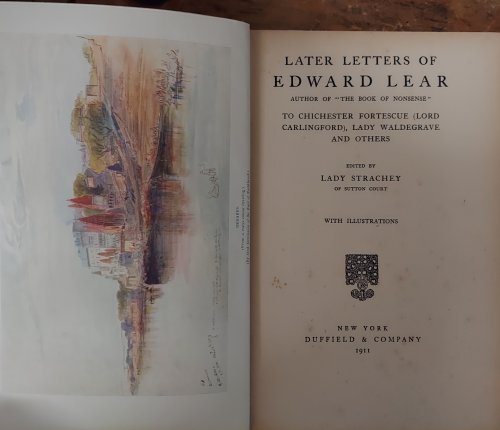 LATER LETTERS OF
EDWARD LEAR
AUTHOR OF "THE BOOK OF NONSENSE"
TO CHICHESTER FORTESCUE (LORD
CARLINGFORD), LADY WALDEGRAVE
AND OTHERS
EDITED BY
LADY STRACHEY
OF SUTTON COURT
WITH ILLUSTRATIONS
NEW YORK
DUFFIELD & COMPANY
1911